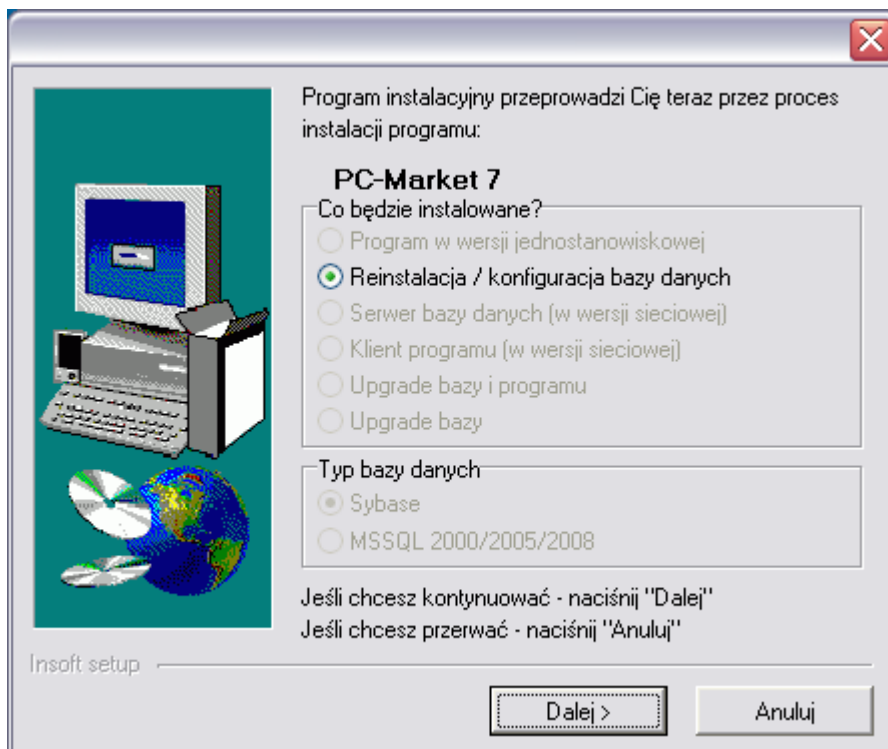 Program instalacyjny przeprowadzi Cię teraz przez proces
instalacji programu:
PC-Market 7
Co będzie instalowane?
Program w wersji jednostanowiskowej
Reinstalacja / konfiguracja bazy danych
Serwer bazy danych (w wersji sieciowej)
Klient programu (w wersji sieciowej)
Upgrade bazy i programu
Upgrade bazy
Typ bazy danych
Sybase
MSSQL 2000/2005/2008
Jeśli chcesz kontynuować - naciśnij "Dalej"
Jeśli chcesz przerwać - naciśnij "Anuluj"
Insoft setup
Dalej >
Anuluj